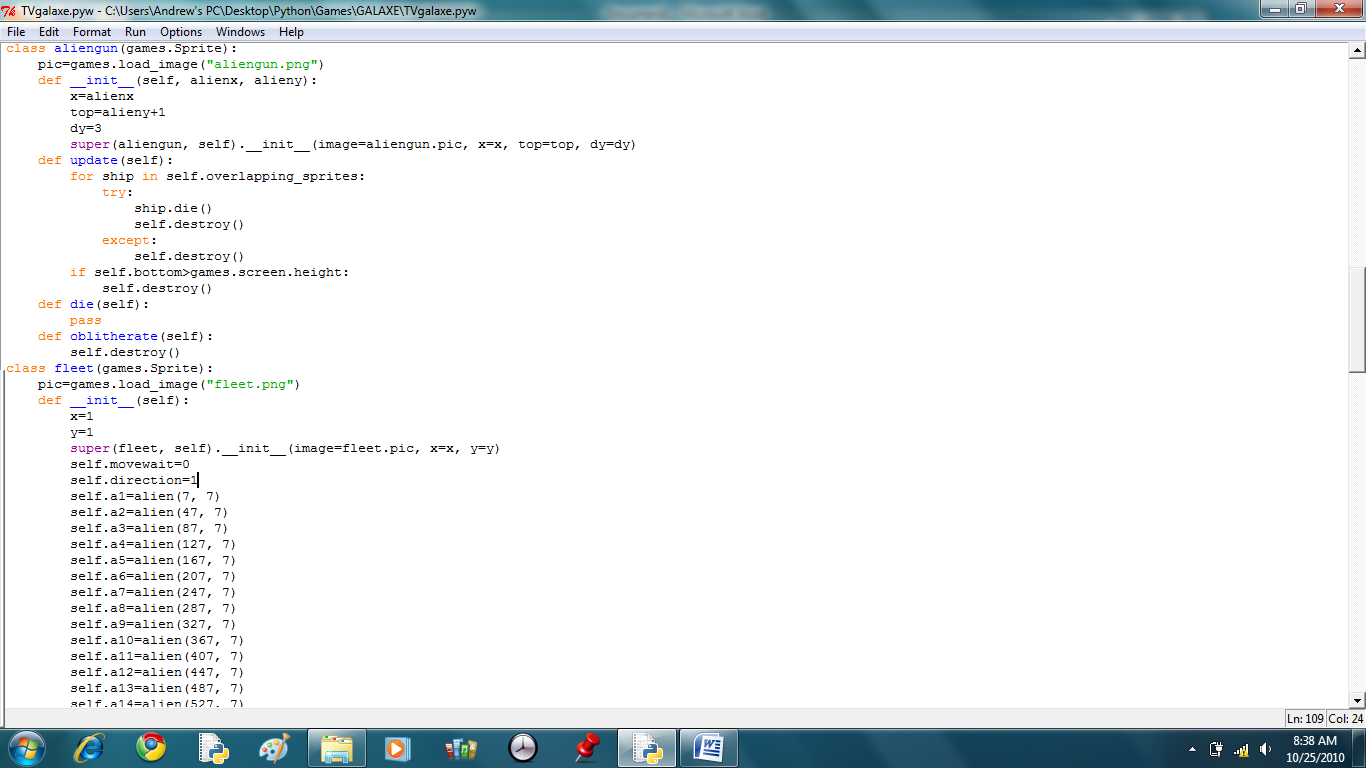 TVgalaxe.pyw - C:\Users\Andrew's PC\Desktop\Python\Games\GALAXE\TVgalaxe.pyw
File Edit Format Run Options Windows Help
class aliengun(games.Sprite):
    pic=games.load_image("aliengun.png")
    def __init__(self, alienx, alieny):
        x=alienx
        top=alieny+1
        dy=3
        super(aliengun, self).__init__(image=aliengun.pic, x=x, top=top, dy=dy)
    def update(self):
        for ship in self.overlapping_sprites:
            try:
                ship.die()
                self.destroy()
            except:
                self.destroy()
        if self.bottom>games.screen.height:
            self.destroy()
    def die(self):
        pass
    def oblitherate(self):
        self.destroy()
class fleet(games.Sprite):
    pic=games.load_image("fleet.png")
    def __init__(self):
        x=1
        y=1
        super(fleet, self).__init__(image=fleet.pic, x=x, y=y)
        self.movewait=0
        self.direction=1
        self.a1=alien(7, 7)
        self.a2=alien(47, 7)
        self.a3=alien(87, 7)
        self.a4=alien(127, 7)
        self.a5=alien(167, 7)
        self.a6=alien(207, 7)
        self.a7=alien(247, 7)
        self.a8=alien(287, 7)
        self.a9=alien(327, 7)
        self.a10=alien(367, 7)
        self.a11=alien(407, 7)
        self.a12=alien(447, 7)
        self.a13=alien(487, 7)
        self.a14=alien(527, 7)
Ln: 109 Col: 24
8:38 AM
10/25/2010